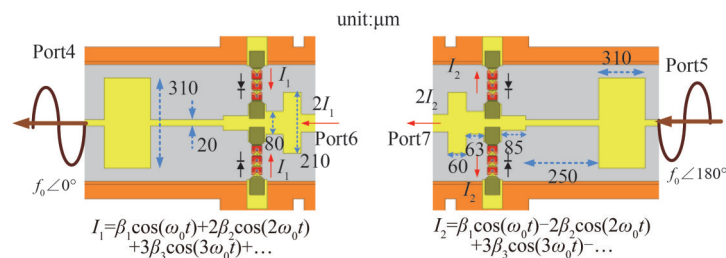 unit:μm
Port4
310
20
I₁
I₁
80
2I₁
Port6
210
f₀∠0°
I₁=β₁cos(ω₀t)+2β₂cos(2ω₀t)
+3β₃cos(3ω₀t)+…
I₂
2I₂
Port7
60
63
85
I₂
310
Port5
250
f₀∠180°
I₂=β₁cos(ω₀t)−2β₂cos(2ω₀t)
+3β₃cos(3ω₀t)−…